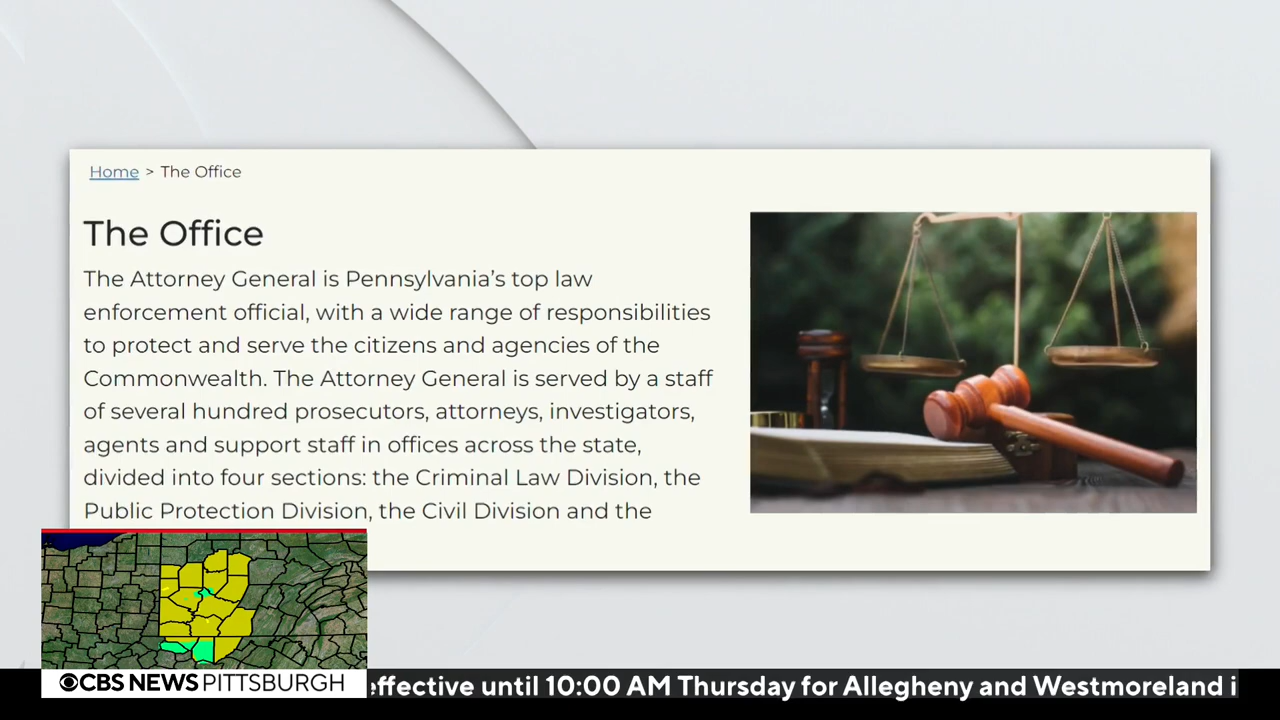 Home > The Office
The Office
The Attorney General is Pennsylvania’s top law
enforcement official, with a wide range of responsibilities
to protect and serve the citizens and agencies of the
Commonwealth. The Attorney General is served by a staff
of several hundred prosecutors, attorneys, investigators,
agents and support staff in offices across the state,
divided into four sections: the Criminal Law Division, the
Public Protection Division, the Civil Division and the
CBS NEWS PITTSBURGH
effective until 10:00 AM Thursday for Allegheny and Westmoreland i